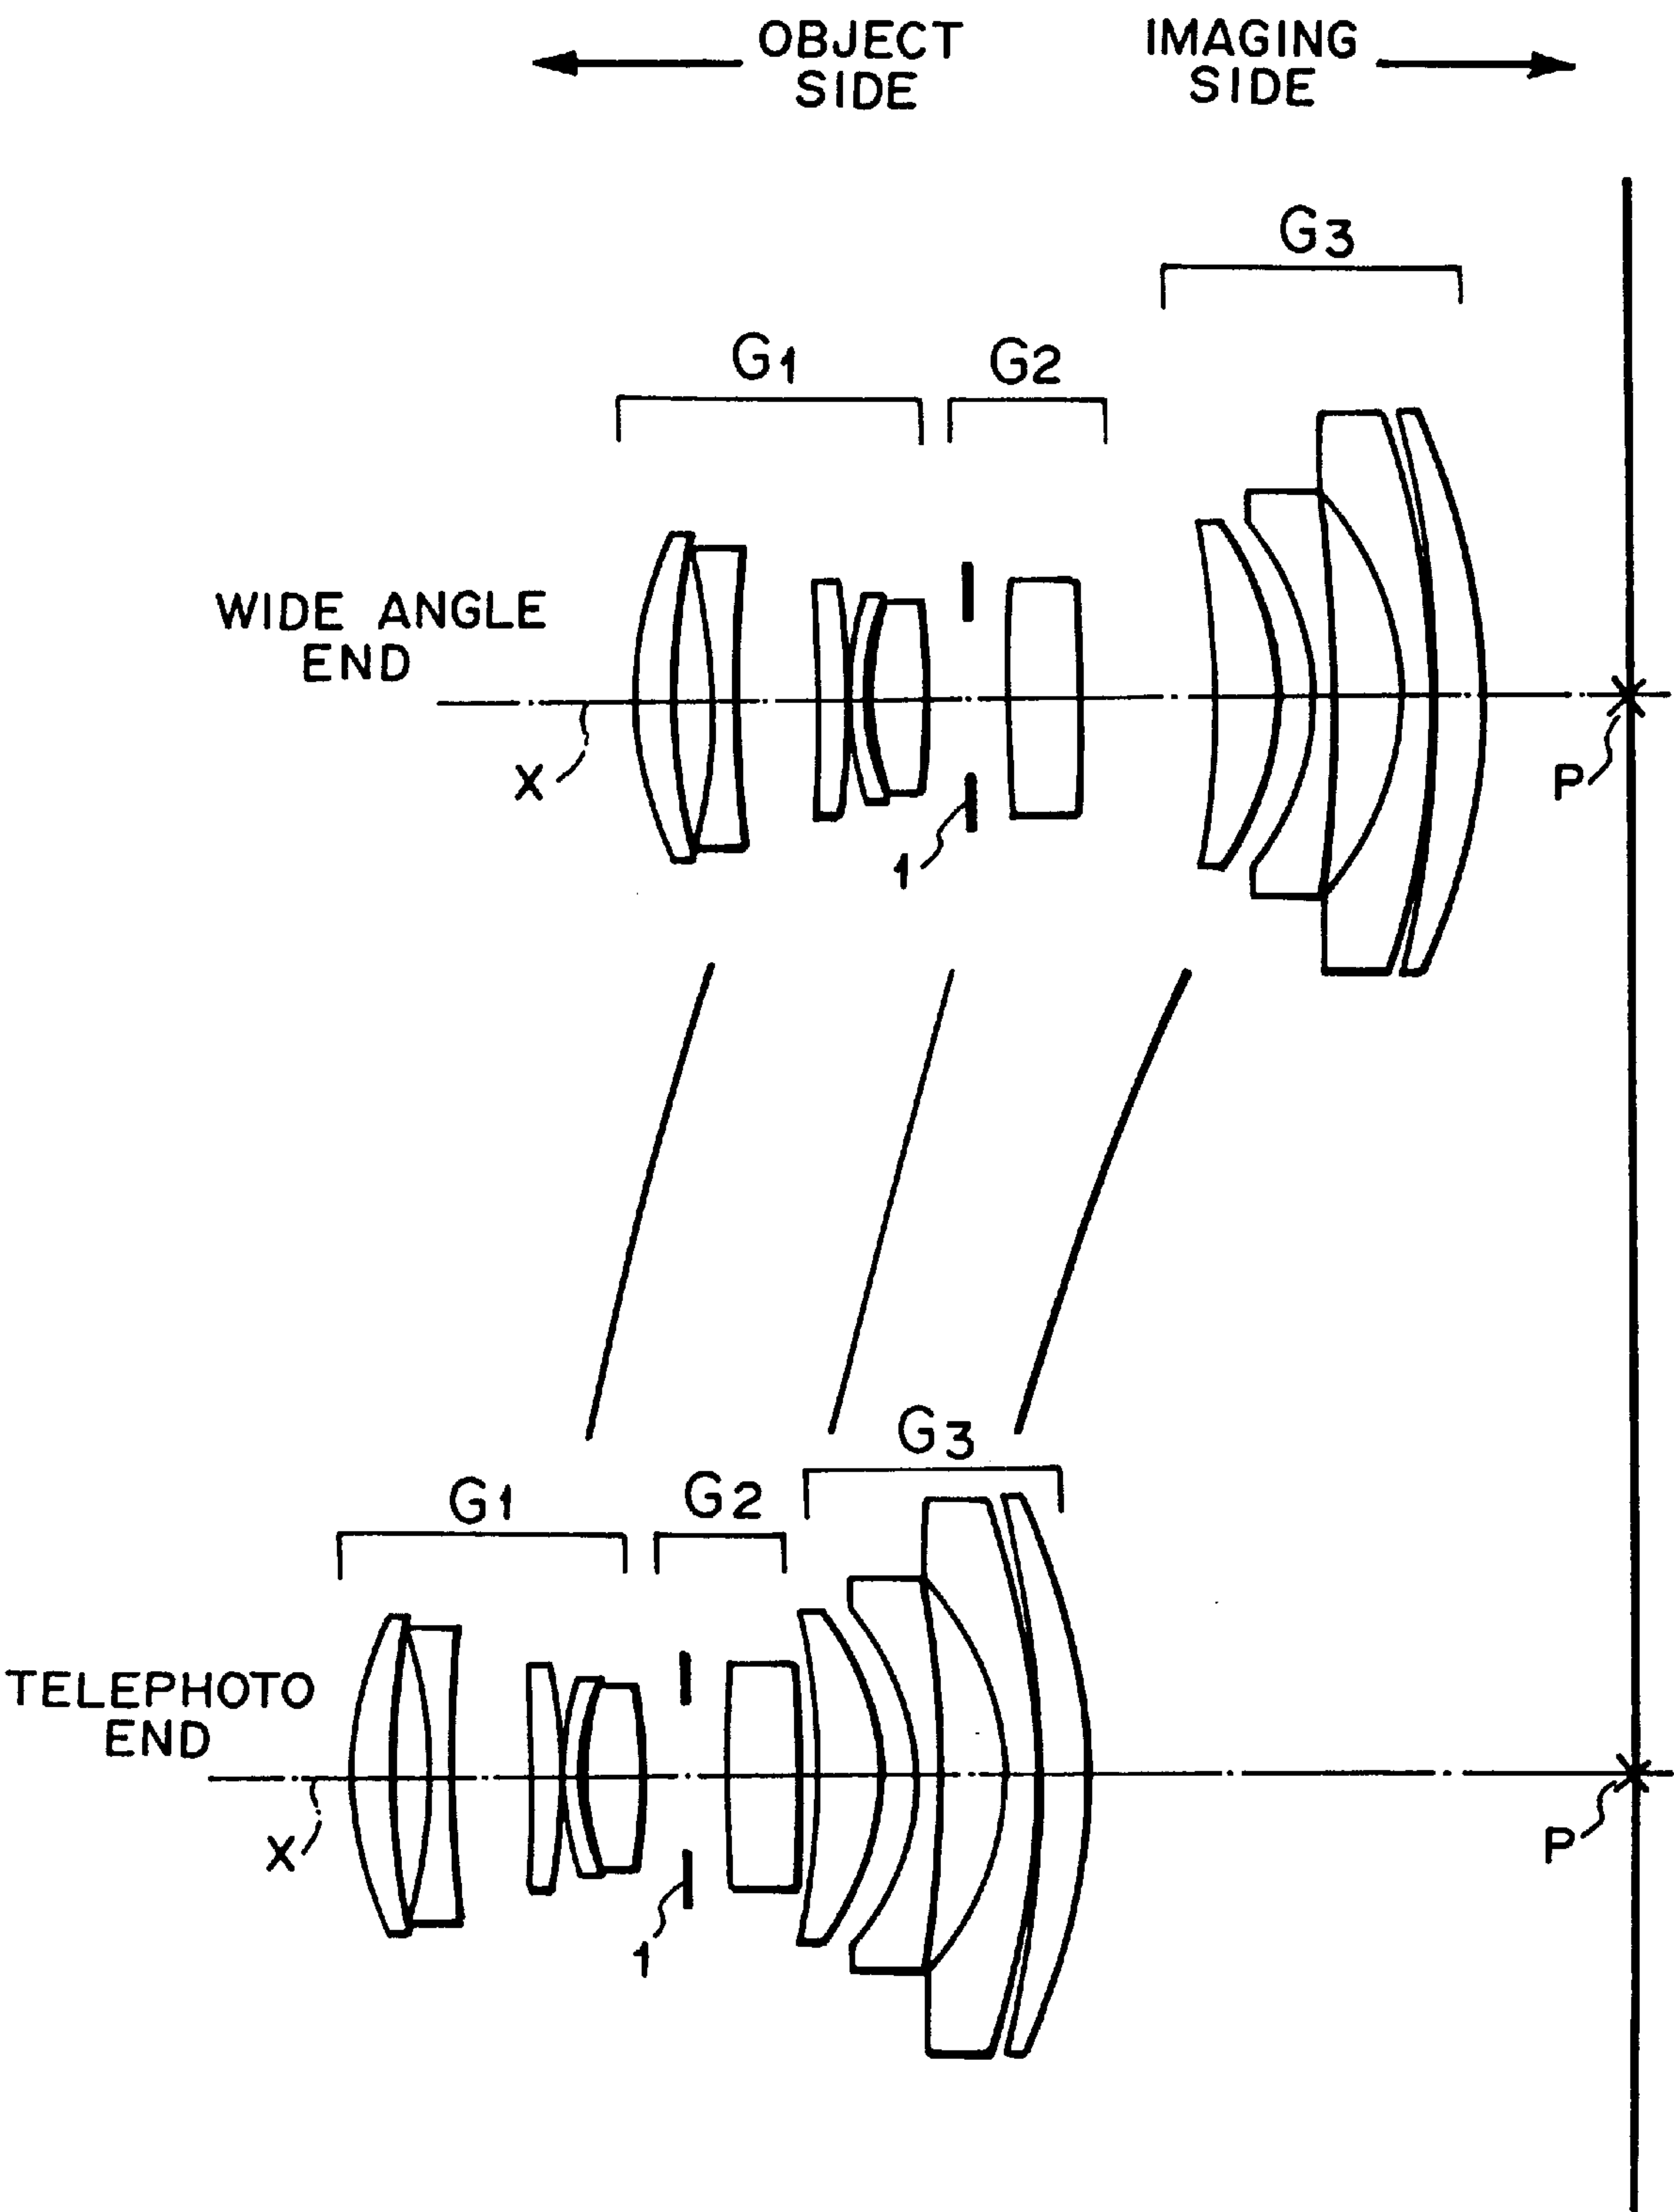 OBJECT
SIDE
IMAGING
SIDE
G3
G1
G2
WIDE ANGLE
END
X
P
1
G3
G1
G2
TELEPHOTO
END
X
P
1